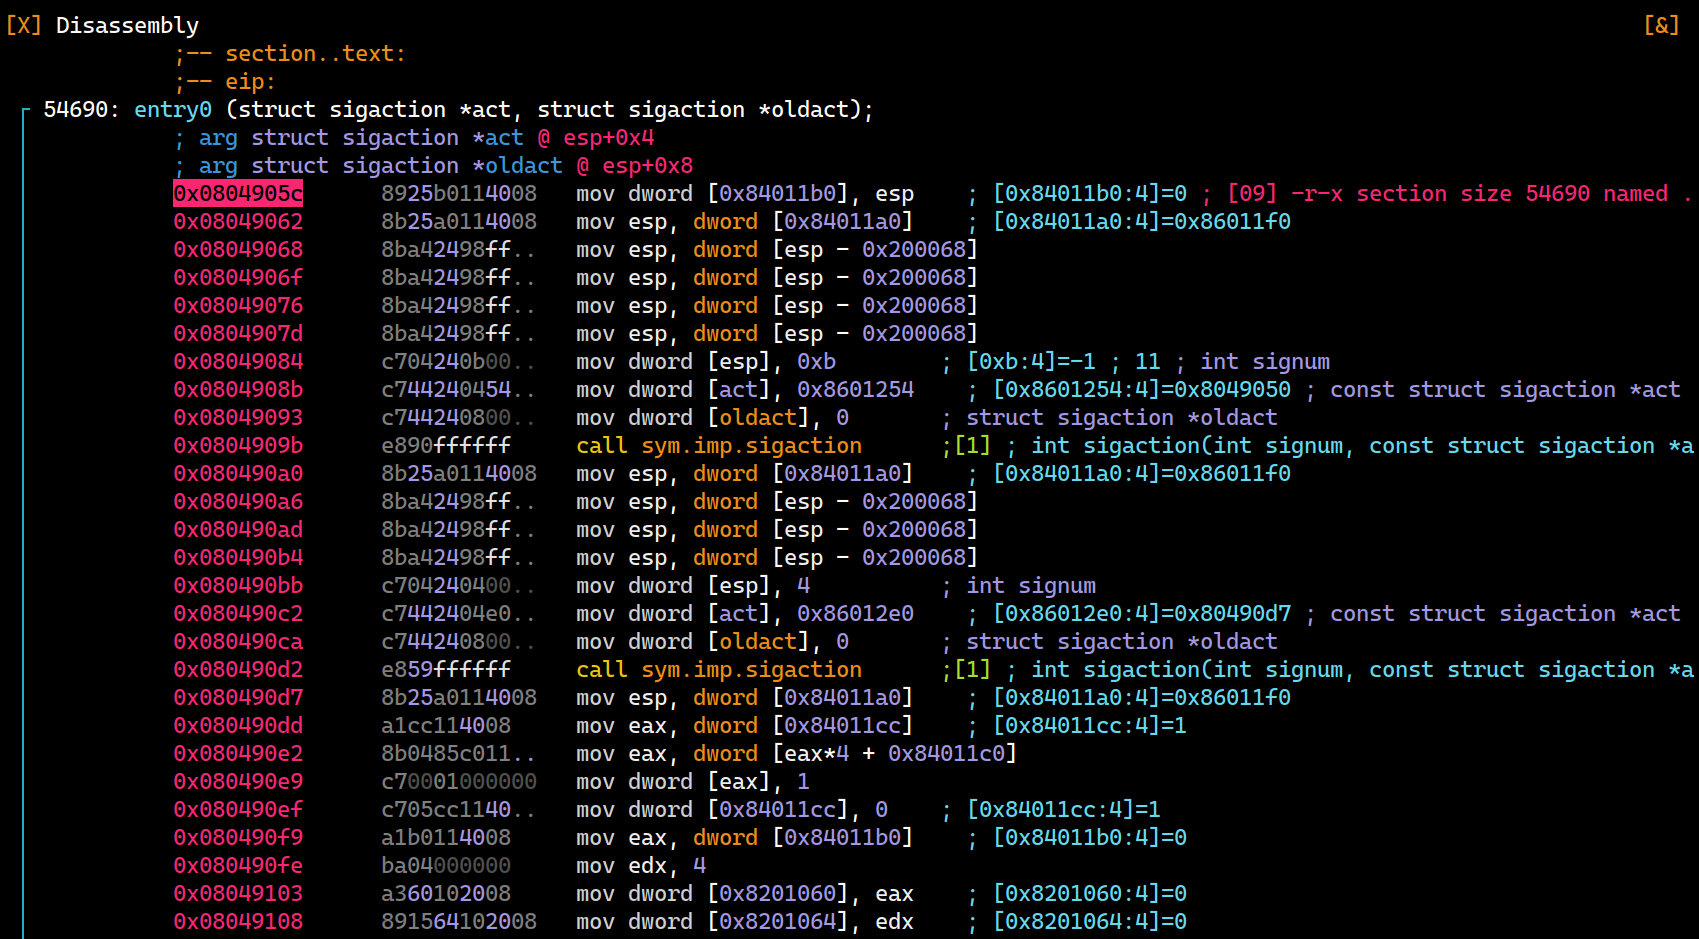 [X] Disassembly [&]
;-- section..text:
;-- eip:
54690: entry0 (struct sigaction *act, struct sigaction *oldact);
; arg struct sigaction *act @ esp+0x4
; arg struct sigaction *oldact @ esp+0x8
0x0804905c 8925b0114008 mov dword [0x84011b0], esp ; [0x84011b0:4]=0 ; [09] -r-x section size 54690 named .
0x08049062 8b25a0114008 mov esp, dword [0x84011a0] ; [0x84011a0:4]=0x86011f0
0x08049068 8ba42498ff.. mov esp, dword [esp - 0x200068]
0x0804906f 8ba42498ff.. mov esp, dword [esp - 0x200068]
0x08049076 8ba42498ff.. mov esp, dword [esp - 0x200068]
0x0804907d 8ba42498ff.. mov esp, dword [esp - 0x200068]
0x08049084 c704240b00.. mov dword [esp], 0xb ; [0xb:4]=-1 ; 11 ; int signum
0x0804908b c744240454.. mov dword [act], 0x8601254 ; [0x8601254:4]=0x8049050 ; const struct sigaction *act
0x08049093 c744240800.. mov dword [oldact], 0 ; struct sigaction *oldact
0x0804909b e890ffffff call sym.imp.sigaction ;[1] ; int sigaction(int signum, const struct sigaction *a
0x080490a0 8b25a0114008 mov esp, dword [0x84011a0] ; [0x84011a0:4]=0x86011f0
0x080490a6 8ba42498ff.. mov esp, dword [esp - 0x200068]
0x080490ad 8ba42498ff.. mov esp, dword [esp - 0x200068]
0x080490b4 8ba42498ff.. mov esp, dword [esp - 0x200068]
0x080490bb c704240400.. mov dword [esp], 4 ; int signum
0x080490c2 c7442404e0.. mov dword [act], 0x86012e0 ; [0x86012e0:4]=0x80490d7 ; const struct sigaction *act
0x080490ca c744240800.. mov dword [oldact], 0 ; struct sigaction *oldact
0x080490d2 e859ffffff call sym.imp.sigaction ;[1] ; int sigaction(int signum, const struct sigaction *a
0x080490d7 8b25a0114008 mov esp, dword [0x84011a0] ; [0x84011a0:4]=0x86011f0
0x080490dd a1cc114008 mov eax, dword [0x84011cc] ; [0x84011cc:4]=1
0x080490e2 8b0485c011.. mov eax, dword [eax*4 + 0x84011c0]
0x080490e9 c70001000000 mov dword [eax], 1
0x080490ef c705cc1140.. mov dword [0x84011cc], 0 ; [0x84011cc:4]=1
0x080490f9 a1b0114008 mov eax, dword [0x84011b0] ; [0x84011b0:4]=0
0x080490fe ba04000000 mov edx, 4
0x08049103 a360102008 mov dword [0x8201060], eax ; [0x8201060:4]=0
0x08049108 891564102008 mov dword [0x8201064], edx ; [0x8201064:4]=0